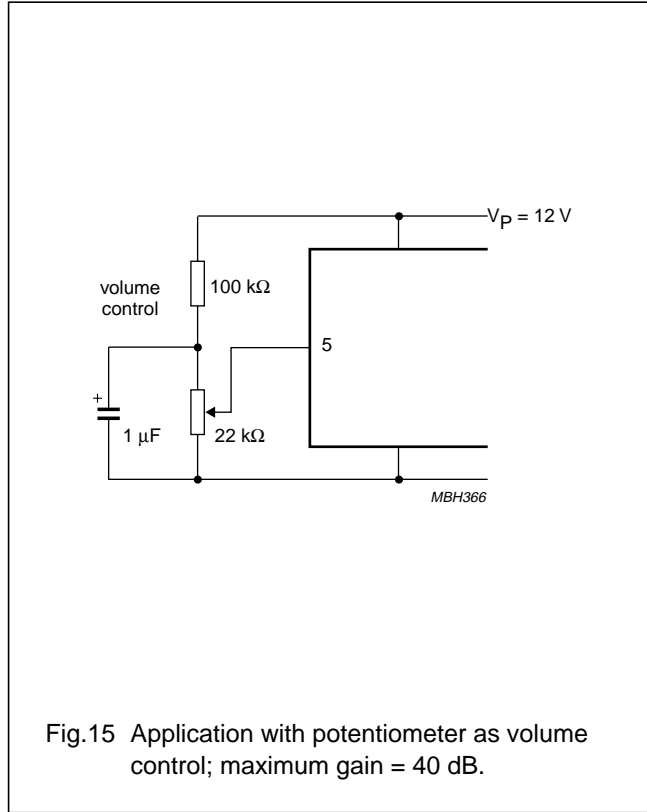 V_P = 12 V
volume
control
100 kΩ
5
+
1 µF
22 kΩ
MBH366
Fig.15 Application with potentiometer as volume
control; maximum gain = 40 dB.